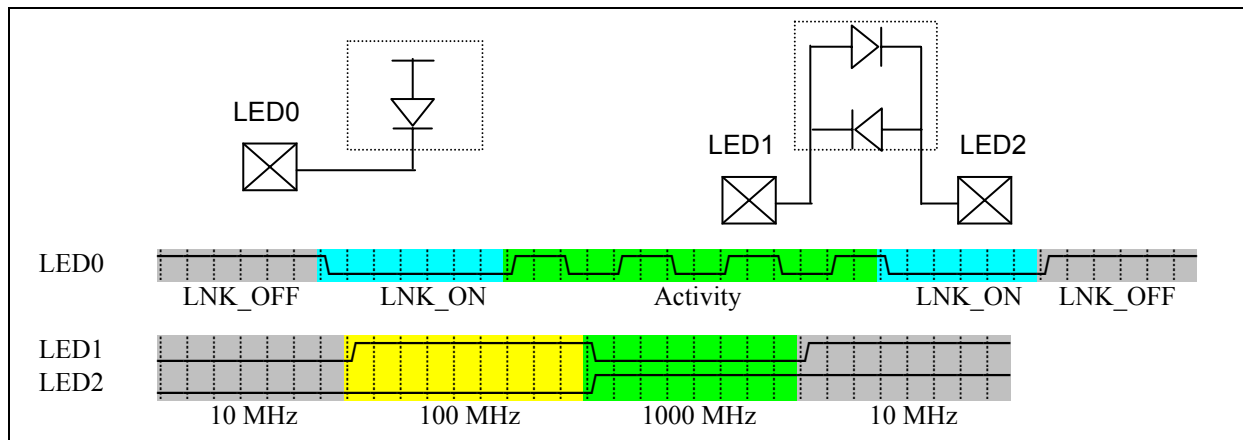 LED0
LED1
LED2
LED0
LNK_OFF LNK_ON Activity LNK_ON LNK_OFF
LED1
LED2
10 MHz 100 MHz 1000 MHz 10 MHz